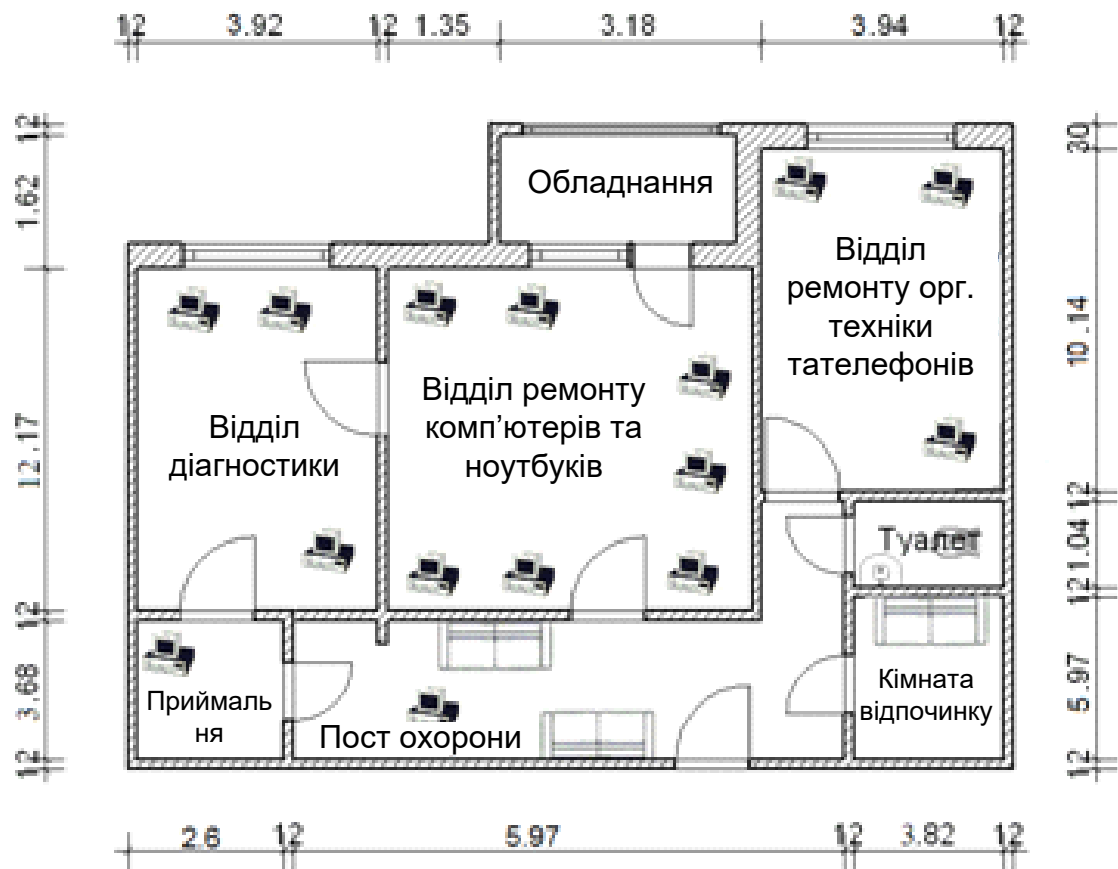 12 3.92 12 1.35 3.18 3.94 12
12
1.62
12.17
12
3.68
12
30
10.14
12
1.04
12
5.97
12
Обладнання
Відділ
ремонту орг.
техніки
тателефонів
Відділ ремонту
комп’ютерів та
ноутбуків
Відділ
діагностики
Туалет
Приймаль
ня
Пост охорони
Кімната
відпочинку
2.6 12 5.97 12 3.82 12